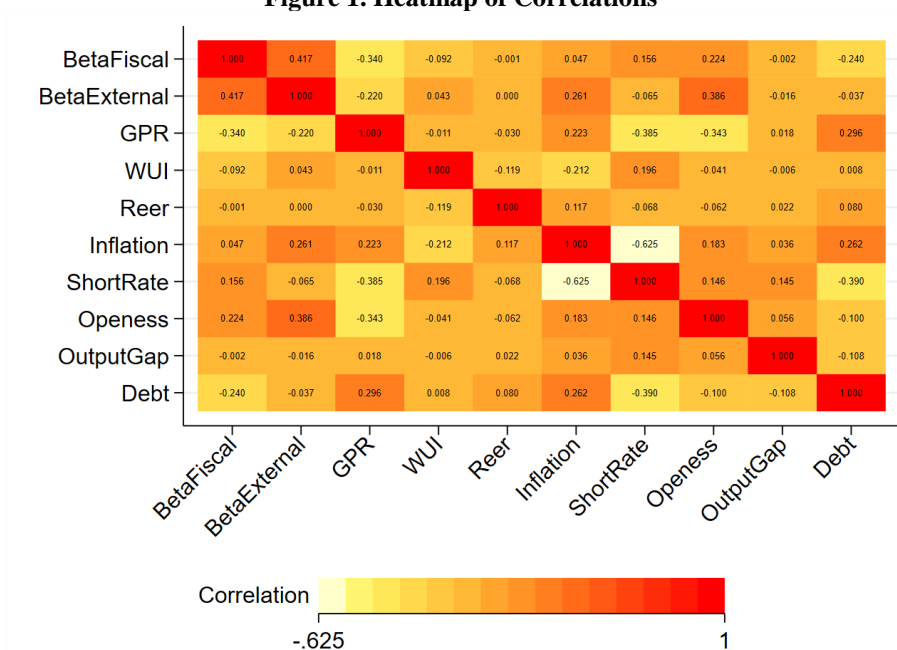 Figure 1. Heatmap of Correlations
BetaFiscal 1.000 0.417 -0.340 -0.092 -0.001 0.047 0.156 0.224 -0.002 -0.240
BetaExternal 0.417 1.000 -0.220 0.043 0.000 0.261 -0.065 0.386 -0.016 -0.037
GPR -0.340 -0.220 1.000 -0.011 -0.030 0.223 -0.385 -0.343 0.018 0.296
WUI -0.092 0.043 -0.011 1.000 -0.119 -0.212 0.196 -0.041 -0.006 0.008
Reer -0.001 0.000 -0.030 -0.119 1.000 0.117 -0.068 -0.062 0.022 0.080
Inflation 0.047 0.261 0.223 -0.212 0.117 1.000 -0.625 0.183 0.036 0.262
ShortRate 0.156 -0.065 -0.385 0.196 -0.068 -0.625 1.000 0.146 0.145 -0.390
Openess 0.224 0.386 -0.343 -0.041 -0.062 0.183 0.146 1.000 0.056 -0.100
OutputGap -0.002 -0.016 0.018 -0.006 0.022 0.036 0.145 0.056 1.000 -0.108
Debt -0.240 -0.037 0.296 0.008 0.080 0.262 -0.390 -0.100 -0.108 1.000
BetaFiscal BetaExternal GPR WUI Reer Inflation ShortRate Openess OutputGap Debt
Correlation
-.625 1